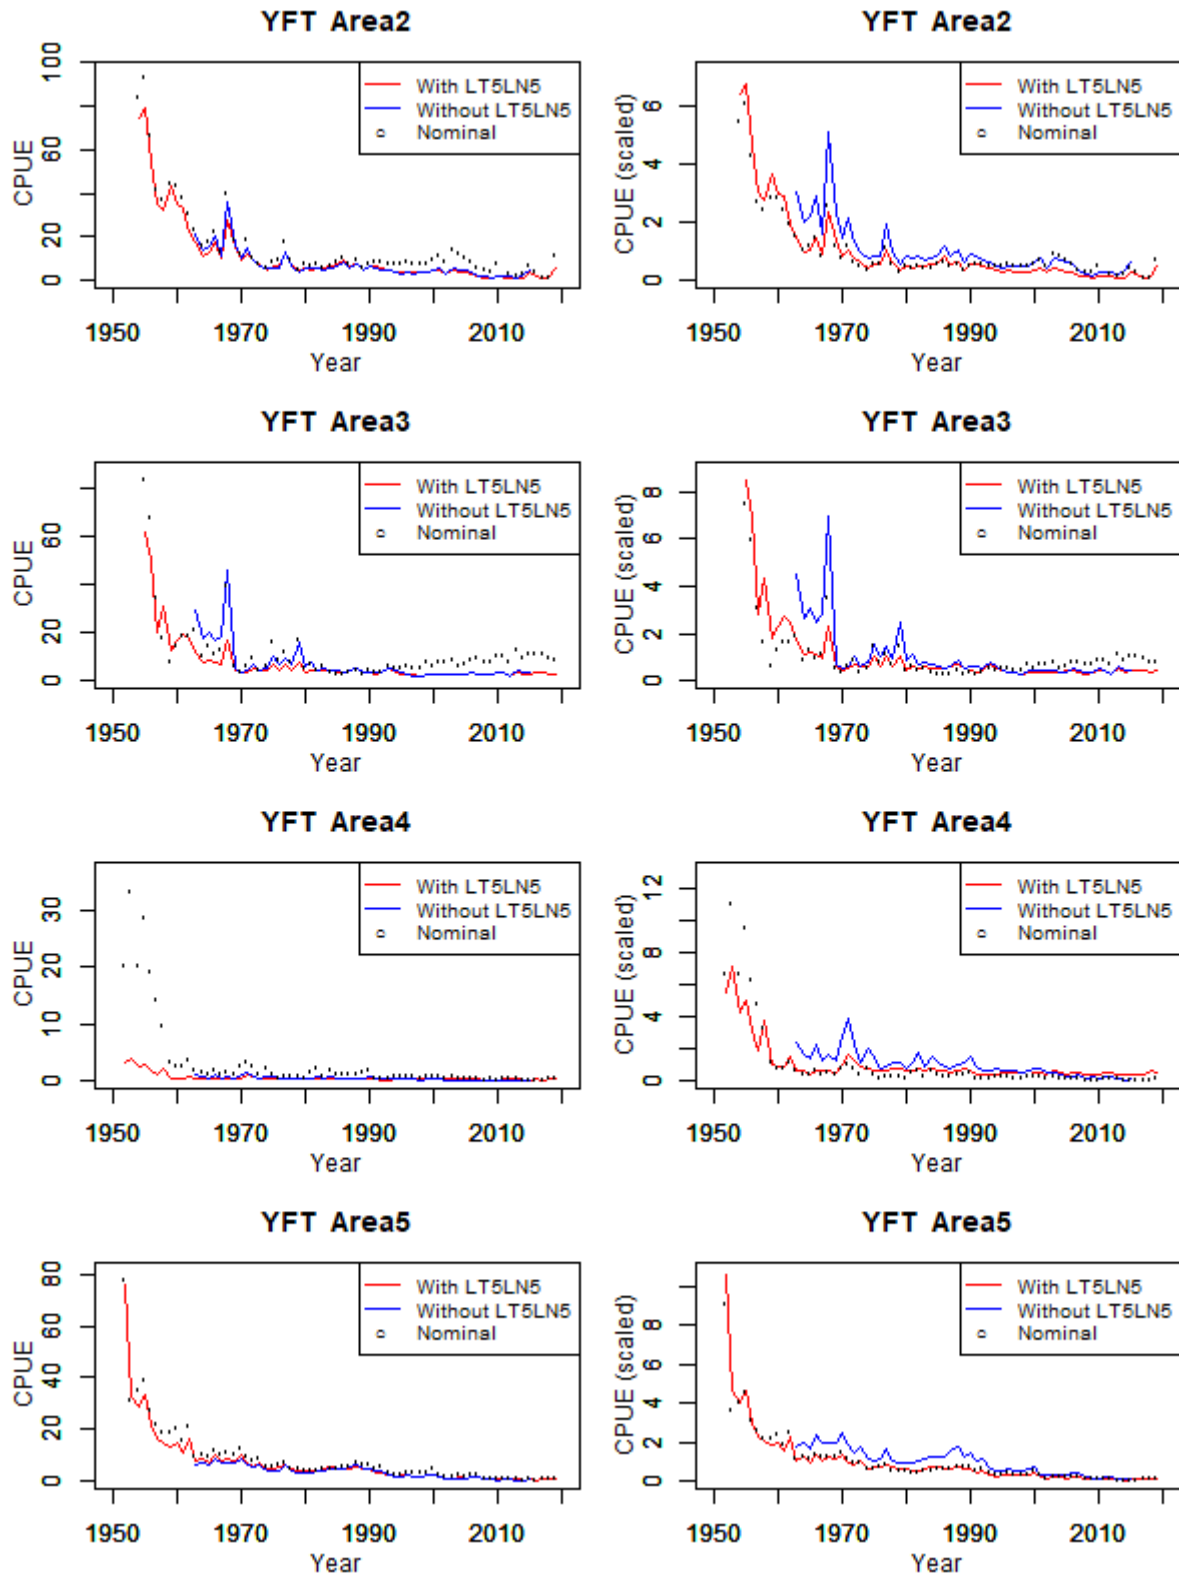 YFT Area2
CPUE
100
60
20
0
With LT5LN5
Without LT5LN5
Nominal
1950 1970 1990 2010
Year
YFT Area2
CPUE (scaled)
6
4
2
0
With LT5LN5
Without LT5LN5
Nominal
1950 1970 1990 2010
Year
YFT Area3
CPUE
60
20
0
With LT5LN5
Without LT5LN5
Nominal
1950 1970 1990 2010
Year
YFT Area3
CPUE (scaled)
8
6
4
2
0
With LT5LN5
Without LT5LN5
Nominal
1950 1970 1990 2010
Year
YFT Area4
CPUE
30
20
10
0
With LT5LN5
Without LT5LN5
Nominal
1950 1970 1990 2010
Year
YFT Area4
CPUE (scaled)
12
8
4
0
With LT5LN5
Without LT5LN5
Nominal
1950 1970 1990 2010
Year
YFT Area5
CPUE
80
60
40
20
0
With LT5LN5
Without LT5LN5
Nominal
1950 1970 1990 2010
Year
YFT Area5
CPUE (scaled)
8
6
4
2
0
With LT5LN5
Without LT5LN5
Nominal
1950 1970 1990 2010
Year